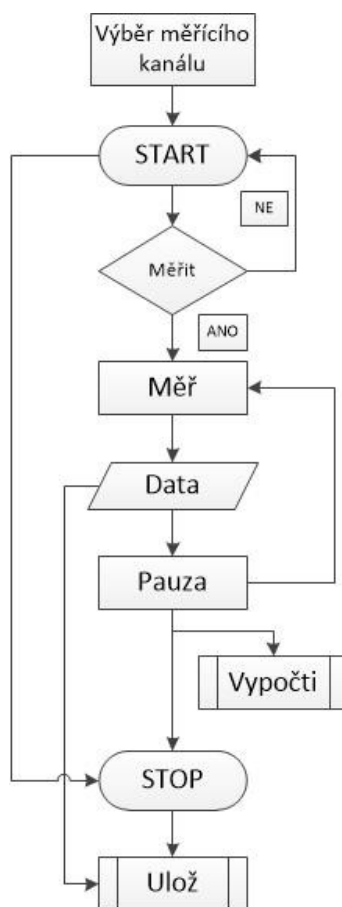 Výběr měřícího
kanálu
START
NE
Měřit
ANO
Měř
Data
Pauza
Vypočti
STOP
Ulož